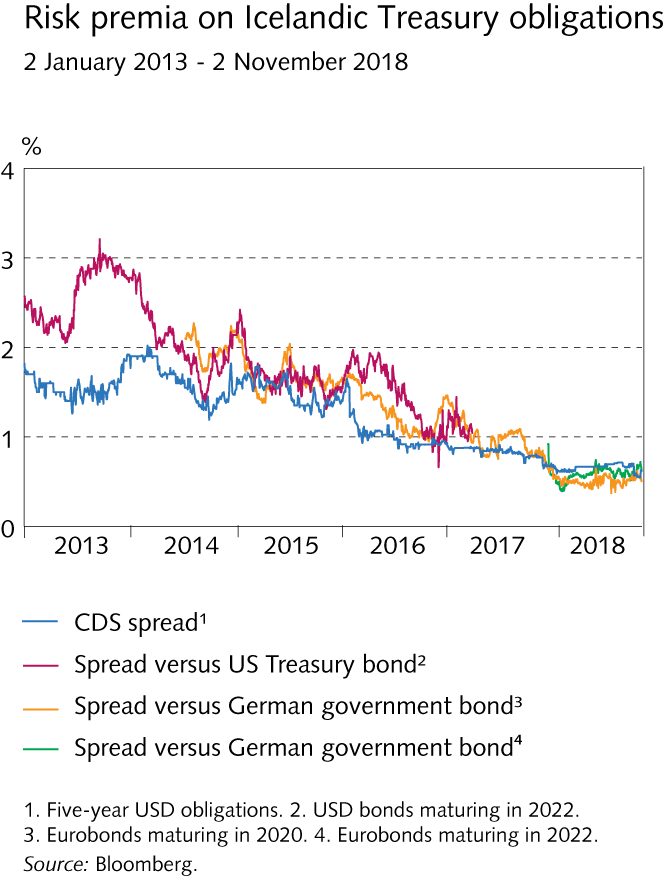 Risk premia on Icelandic Treasury obligations
2 January 2013 - 2 November 2018
%
4
3
2
1
0
2013 2014 2015 2016 2017 2018
CDS spread¹
Spread versus US Treasury bond²
Spread versus German government bond³
Spread versus German government bond⁴
1. Five-year USD obligations. 2. USD bonds maturing in 2022.
3. Eurobonds maturing in 2020. 4. Eurobonds maturing in 2022.
Source: Bloomberg.